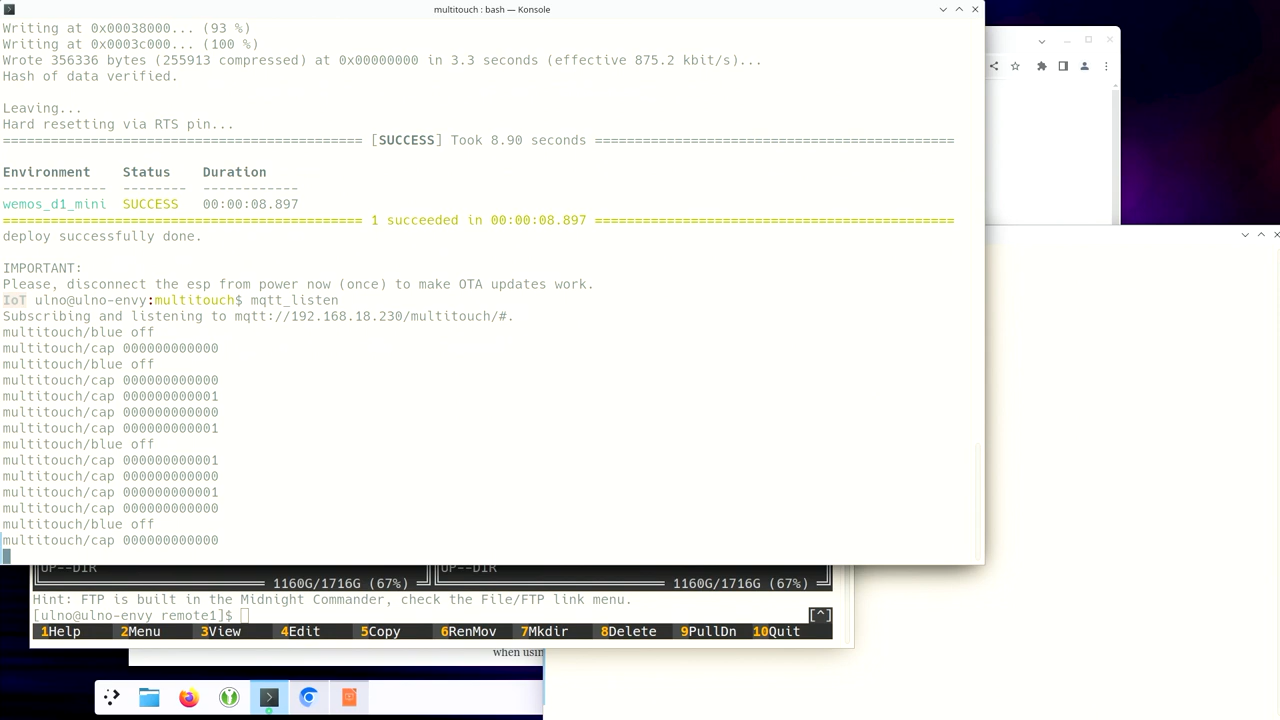 multitouch : bash — Konsole
Writing at 0x00038000... (93 %)
Writing at 0x0003c000... (100 %)
Wrote 356336 bytes (255913 compressed) at 0x00000000 in 3.3 seconds (effective 875.2 kbit/s)...
Hash of data verified.
Leaving...
Hard resetting via RTS pin...
============================================= [SUCCESS] Took 8.90 seconds =============================================
Environment    Status    Duration
-------------  --------  ------------
wemos_d1_mini  SUCCESS   00:00:08.897
============================================= 1 succeeded in 00:00:08.897 =============================================
deploy successfully done.
IMPORTANT:
Please, disconnect the esp from power now (once) to make OTA updates work.
IoT ulno@ulno-envy:multitouch$ mqtt_listen
Subscribing and listening to mqtt://192.168.18.230/multitouch/#.
multitouch/blue off
multitouch/cap 000000000000
multitouch/blue off
multitouch/cap 000000000000
multitouch/cap 000000000001
multitouch/cap 000000000000
multitouch/cap 000000000001
multitouch/blue off
multitouch/cap 000000000001
multitouch/cap 000000000000
multitouch/cap 000000000001
multitouch/cap 000000000000
multitouch/blue off
multitouch/cap 000000000000
UP--DIR UP--DIR
1160G/1716G (67%) 1160G/1716G (67%)
Hint: FTP is built in the Midnight Commander, check the File/FTP link menu.
[ulno@ulno-envy remote1]$ [^]
1Help 2Menu 3View 4Edit 5Copy 6RenMov 7Mkdir 8Delete 9PullDn 10Quit
when usin